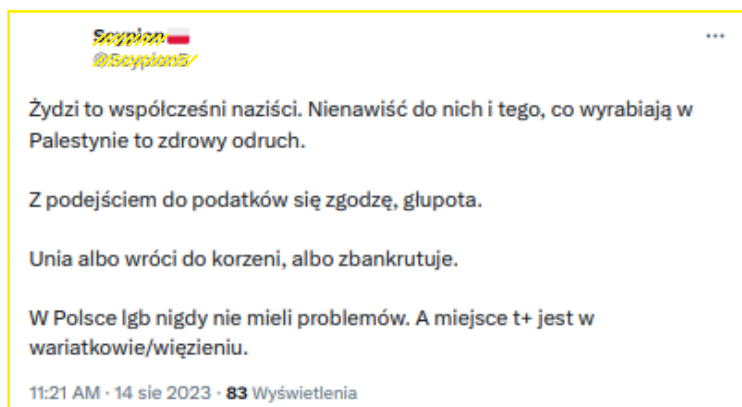 Żydzi to współcześni naziści. Nienawiść do nich i tego, co wyrabiają w
Palestynie to zdrowy odruch.
Z podejściem do podatków się zgodzę, głupota.
Unia albo wróci do korzeni, albo zbankrutuje.
W Polsce lgb nigdy nie mieli problemów. A miejsce t+ jest w
wariatkowie/więzieniu.
11:21 AM · 14 sie 2023 · 83 Wyświetlenia